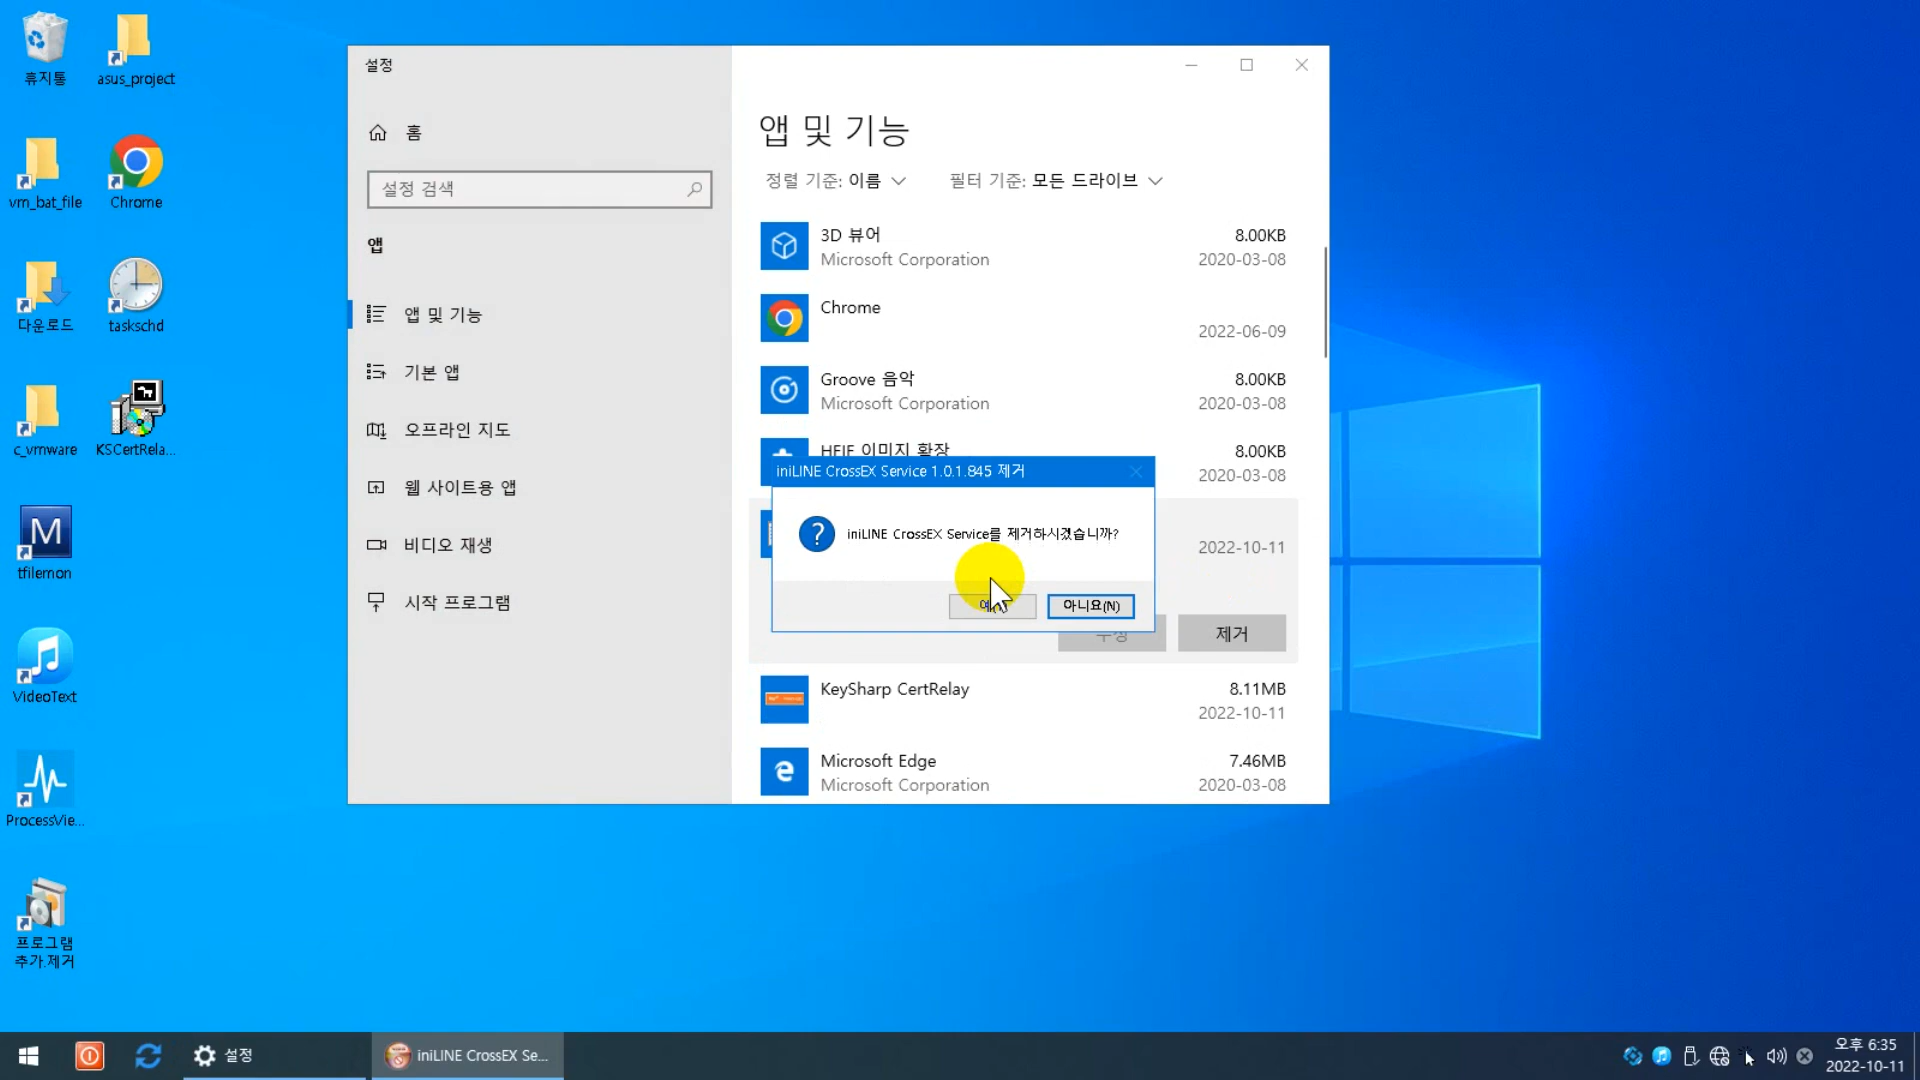 휴지통
asus_project
vm_bat_file
Chrome
다운로드
taskschd
c_vmware
KSCertRela...
tfilemon
VideoText
ProcessVie...
프로그램
추가.제거
설정
홈
설정 검색
앱
앱 및 기능
기본 앱
오프라인 지도
웹 사이트용 앱
비디오 재생
시작 프로그램
앱 및 기능
정렬 기준: 이름
필터 기준: 모든 드라이브
3D 뷰어
8.00KB
Microsoft Corporation
2020-03-08
Chrome
2022-06-09
Groove 음악
8.00KB
Microsoft Corporation
2020-03-08
HEIF 이미지 확장
8.00KB
2020-03-08
iniLINE CrossEX Service 1.0.1.845 제거
iniLINE CrossEX Service를 제거하시겠습니까?
아니요(N)
2022-10-11
수정
제거
KeySharp CertRelay
8.11MB
2022-10-11
Microsoft Edge
7.46MB
Microsoft Corporation
2020-03-08
설정
iniLINE CrossEX Se...
오후 6:35
2022-10-11